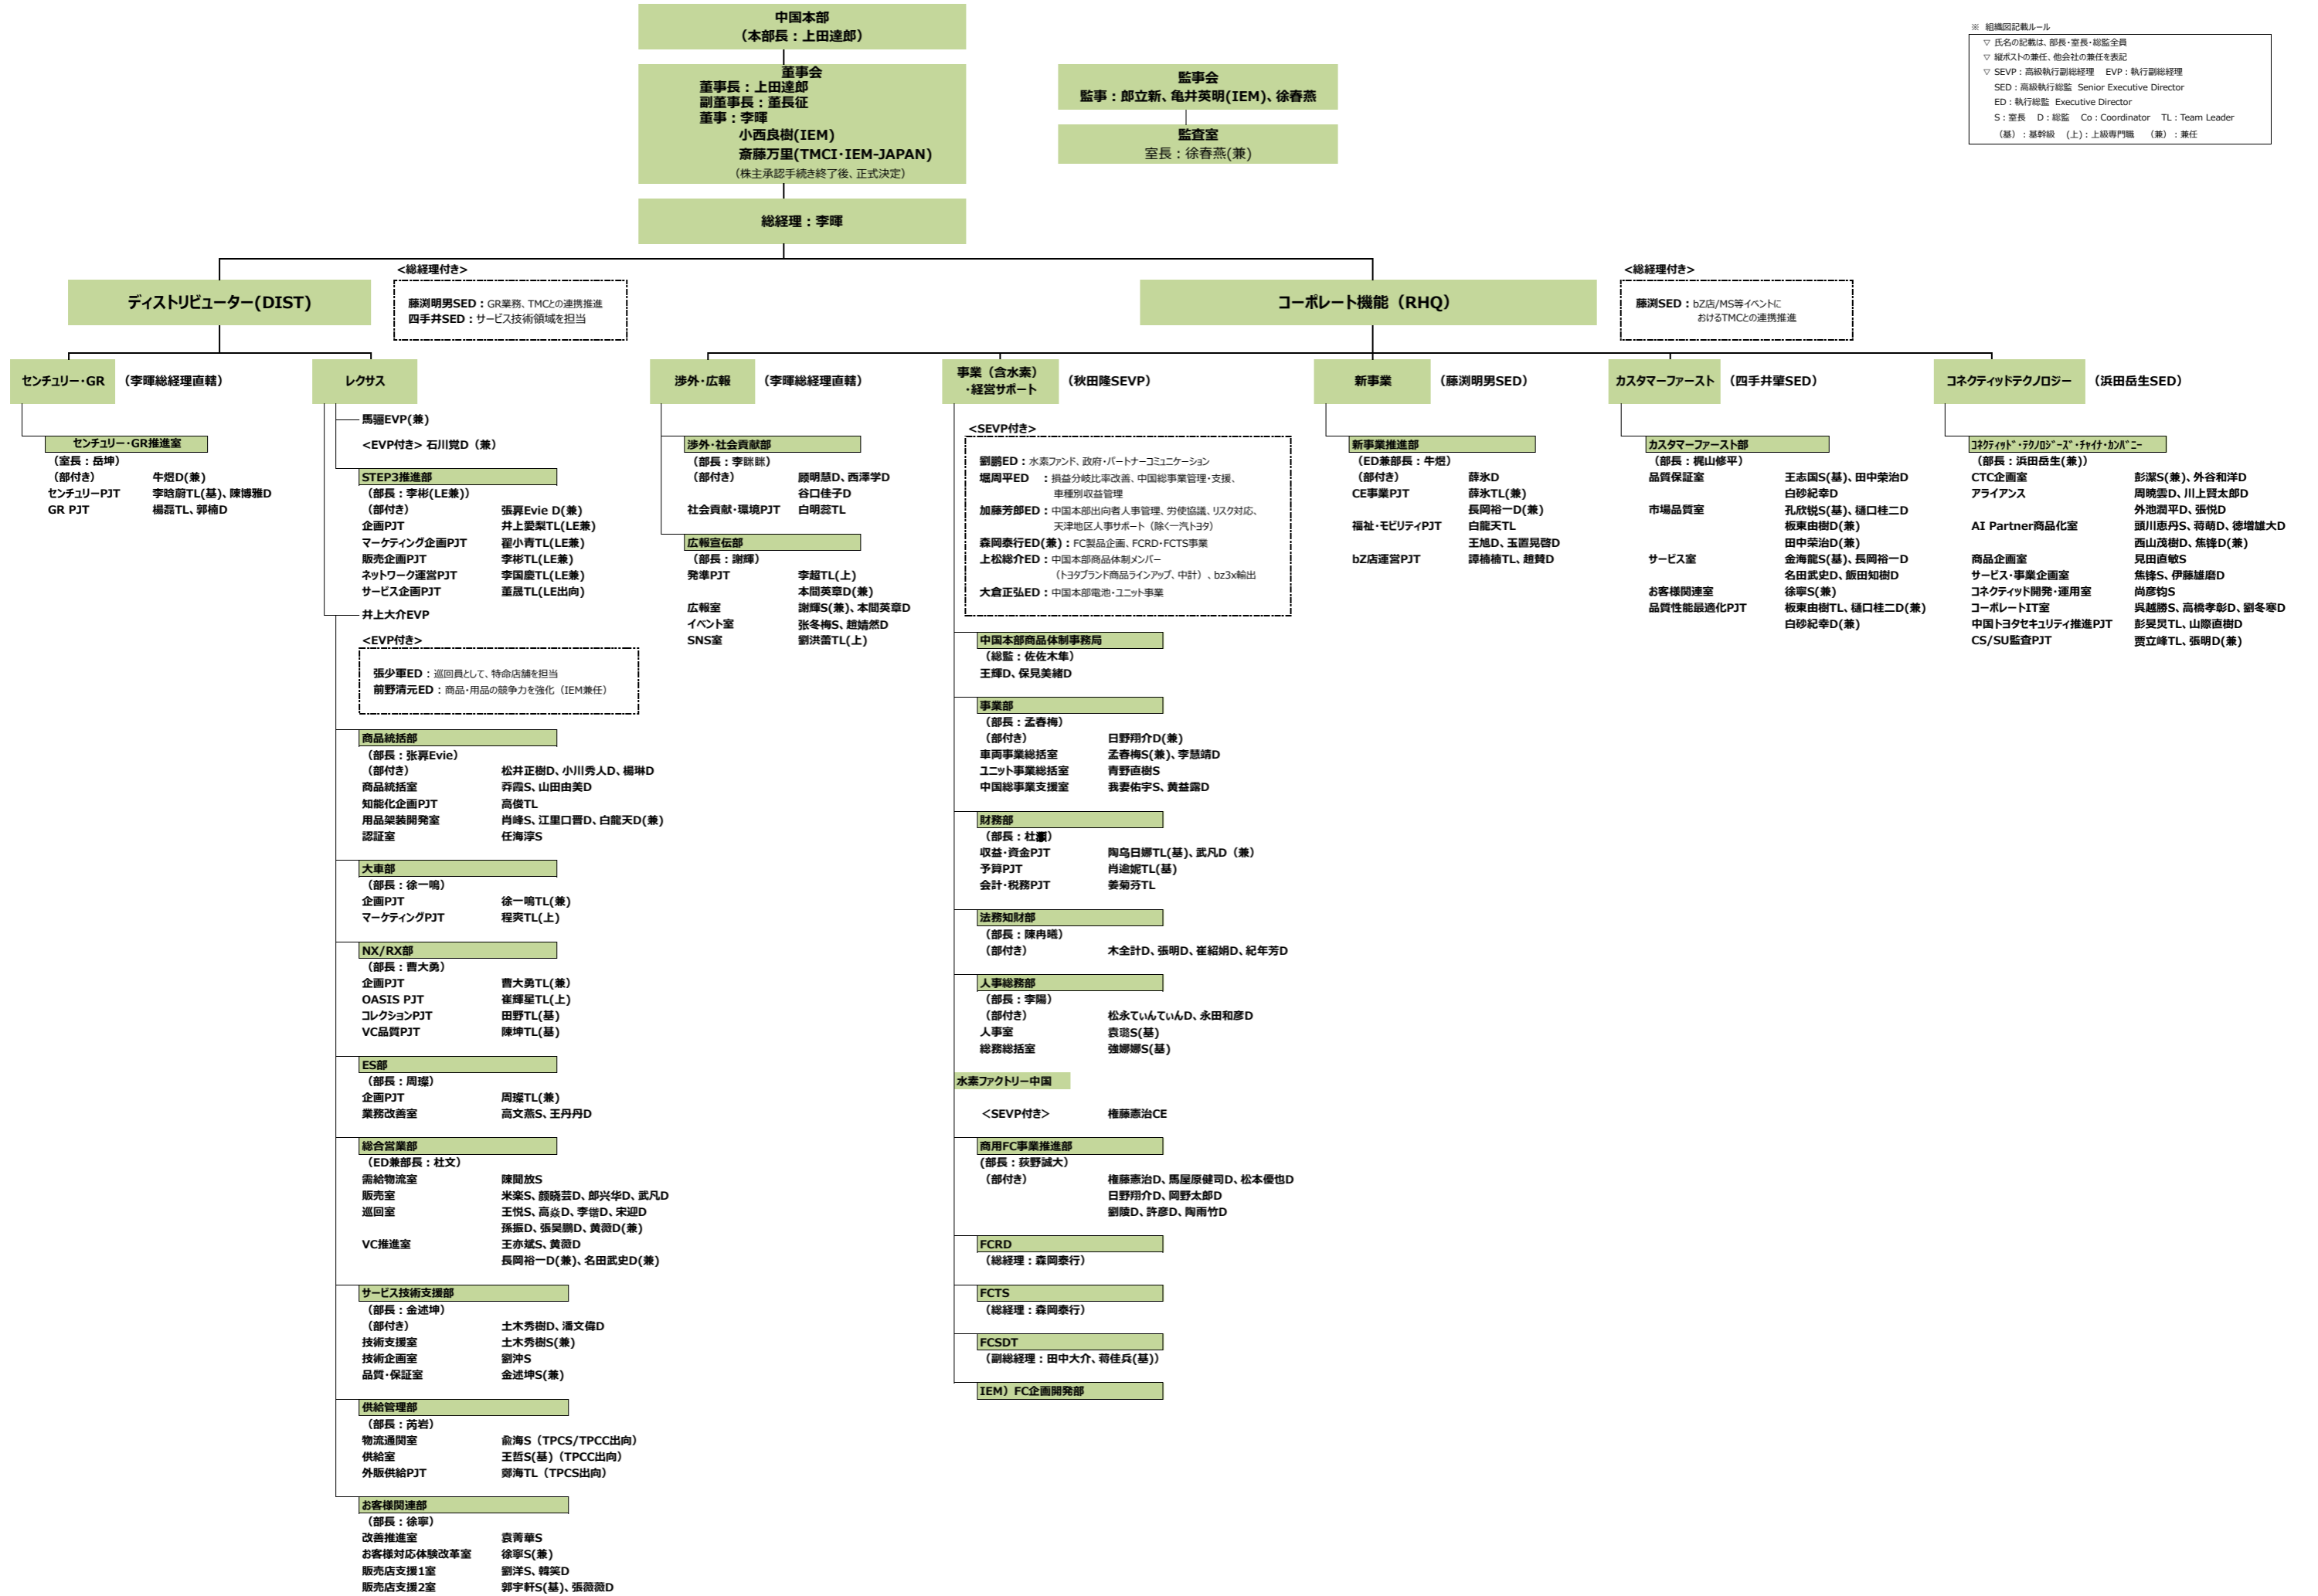 中国本部
（本部長：上田達郎）
董事会
董事長：上田達郎
副董事長：董長征
董事：李暉
小西良樹(IEM)
斎藤万里(TMCI･IEM-JAPAN)
（株主承認手続き終了後、正式決定）
監事会
監事：郎立新、亀井英明(IEM)、徐春燕
監査室
室長：徐春燕(兼)
※ 組織図記載ルール
▽ 氏名の記載は、部長・室長・総監全員
▽ 縦ポストの兼任、他会社の兼任を表記
▽ SEVP：高級執行副総経理 EVP：執行副総経理
SED：高級執行総監 Senior Executive Director
ED：執行総監 Executive Director
S：室長 D：総監 Co：Coordinator TL：Team Leader
（基）：基幹級 (上)：上級専門職 （兼）：兼任
総経理：李暉
ディストリビューター(DIST)
<総経理付き>
藤渕明男SED：GR業務、TMCとの連携推進
四手井SED：サービス技術領域を担当
コーポレート機能（RHQ）
<総経理付き>
藤渕SED：bZ店/MS等イベントに
おけるTMCとの連携推進
センチュリー・GR （李暉総経理直轄）
センチュリー・GR推進室
（室長：岳坤）
（部付き） 牛煜D(兼)
センチュリーPJT 李晗蔚TL(基)、陳博雅D
GR PJT 楊磊TL、郭楠D
レクサス
馬骊EVP(兼)
<EVP付き> 石川覚D（兼）
STEP3推進部
（部長：李彬(LE兼)）
（部付き） 張羿Evie D(兼)
企画PJT 井上愛梨TL(LE兼)
マーケティング企画PJT 翟小青TL(LE兼)
販売企画PJT 李彬TL(LE兼)
ネットワーク運営PJT 李国慶TL(LE兼)
サービス企画PJT 董晟TL(LE出向)
井上大介EVP
<EVP付き>
張少軍ED：巡回員として、特命店舗を担当
前野清元ED：商品・用品の競争力を強化（IEM兼任）
商品統括部
（部長：张羿Evie）
（部付き） 松井正樹D、小川秀人D、楊琳D
商品統括室 荞霞S、山田由美D
知能化企画PJT 高俊TL
用品架装開発室 肖峰S、江里口晋D、白龍天D(兼)
認証室 任海淳S
大車部
（部長：徐一鳴）
企画PJT 徐一鳴TL(兼)
マーケティングPJT 程爽TL(上)
NX/RX部
（部長：曹大勇）
企画PJT 曹大勇TL(兼）
OASIS PJT 崔輝星TL(上)
コレクションPJT 田野TL(基)
VC品質PJT 陳坤TL(基)
ES部
（部長：周璨）
企画PJT 周璨TL(兼)
業務改善室 高文燕S、王丹丹D
総合営業部
（ED兼部長：杜文）
需給物流室 陳聞放S
販売室 米楽S、颜晓芸D、郎兴华D、武凡D
巡回室 王悦S、高焱D、李锴D、宋迎D
孫振D、張昊鵬D、黄薇D(兼)
VC推進室 王亦斌S、黄薇D
長岡裕一D(兼)、名田武史D(兼)
サービス技術支援部
（部長：金述坤）
（部付き） 土木秀樹D、潘文偉D
技術支援室 土木秀樹S(兼)
技術企画室 劉沖S
品質・保証室 金述坤S(兼)
供給管理部
（部長：芮岩）
物流通関室 俞海S（TPCS/TPCC出向）
供給室 王哲S(基)（TPCC出向）
外販供給PJT 鄭海TL（TPCS出向）
お客様関連部
（部長：徐寧）
改善推進室 袁菁華S
お客様対応体験改革室 徐寧S(兼)
販売店支援1室 劉洋S、韓笑D
販売店支援2室 郭宇軒S(基)、張薇薇D
渉外・広報 （李暉総経理直轄）
渉外・社会貢献部
（部長：李眯眯）
（部付き） 顾明慧D、西澤学D
谷口佳子D
社会貢献・環境PJT 白明蕊TL
広報宣伝部
（部長：謝輝）
発準PJT 李超TL(上)
本間英章D(兼)
広報室 謝輝S(兼)、本間英章D
イベント室 张冬梅S、趙婧然D
SNS室 劉洪蕾TL(上)
事業（含水素）
・経営サポート （秋田隆SEVP）
<SEVP付き>
劉鵬ED：水素ファンド、政府・パートナーコミュニケーション
堀周平ED ：損益分岐比率改善、中国総事業管理・支援、
車種別収益管理
加藤芳郎ED：中国本部出向者人事管理、労使協議、リスク対応、
天津地区人事サポート（除く一汽トヨタ）
森岡泰行ED(兼)：FC製品企画、FCRD・FCTS事業
上松総介ED：中国本部商品体制メンバー
（トヨタブランド商品ラインアップ、中計）、bz3x輸出
大倉正弘ED：中国本部電池・ユニット事業
中国本部商品体制事務局
（総監：佐佐木隼）
王輝D、保見美緒D
事業部
（部長：孟春梅）
（部付き） 日野翔介D(兼)
車両事業総括室 孟春梅S(兼)、李慧靖D
ユニット事業総括室 青野直樹S
中国総事業支援室 我妻佑宇S、黄益露D
財務部
（部長：杜灝）
収益・資金PJT 陶乌日娜TL(基)、武凡D（兼）
予算PJT 肖逾妮TL(基)
会計・税務PJT 姜菊芬TL
法務知財部
（部長：陳冉曦）
（部付き） 木全計D、張明D、崔紹娟D、紀年芳D
人事総務部
（部長：李陽）
（部付き） 松永てぃんてぃんD、永田和彦D
人事室 袁璐S(基)
総務総括室 強娜娜S(基)
水素ファクトリー中国
＜SEVP付き＞ 権藤憲治CE
商用FC事業推進部
(部長：荻野誠大）
（部付き） 権藤憲治D、馬屋原健司D、松本優也D
日野翔介D、岡野太郎D
劉陵D、許彦D、陶雨竹D
FCRD
（総経理：森岡泰行）
FCTS
（総経理：森岡泰行）
FCSDT
（副総経理：田中大介、蒋佳兵(基)）
IEM）FC企画開発部
新事業 （藤渕明男SED）
新事業推進部
（ED兼部長：牛煜）
（部付き） 薛氷D
CE事業PJT 薛氷TL(兼)
長岡裕一D(兼)
福祉・モビリティPJT 白龍天TL
王旭D、玉置晃啓D
bZ店運営PJT 譚楠楠TL、趙贊D
カスタマーファースト （四手井肇SED）
カスタマーファースト部
（部長：梶山修平）
品質保証室 王志国S(基)、田中荣治D
白砂紀幸D
市場品質室 孔欣锐S(基)、樋口桂二D
板東由樹D(兼)
田中荣治D(兼)
サービス室 金海龍S(基)、長岡裕一D
名田武史D、飯田知樹D
お客様関連室 徐寧S(兼)
品質性能最適化PJT 板東由樹TL、樋口桂二D(兼)
白砂紀幸D(兼)
コネクティッドテクノロジー （浜田岳生SED）
ｺﾈｸﾃｨｯﾄﾞ･ﾃｸﾉﾛｼﾞｰｽﾞ･ﾁｬｲﾅ･ｶﾝﾊﾟﾆｰ
（部長：浜田岳生(兼)）
CTC企画室 彭潔S(兼)、外谷和洋D
アライアンス 周暁雲D、川上賢太郎D
外池潤平D、張悦D
AI Partner商品化室 頭川恵丹S、蒋萌D、徳増雄大D
西山茂樹D、焦锋D(兼)
商品企画室 見田直敏S
サービス・事業企画室 焦锋S、伊藤雄磨D
コネクティッド開発・運用室 尚彦钧S
コーポレートIT室 呉越勝S、高橋孝彰D、劉冬寒D
中国トヨタセキュリティ推進PJT 彭旻炅TL、山際直樹D
CS/SU監査PJT 贾立峰TL、張明D(兼)